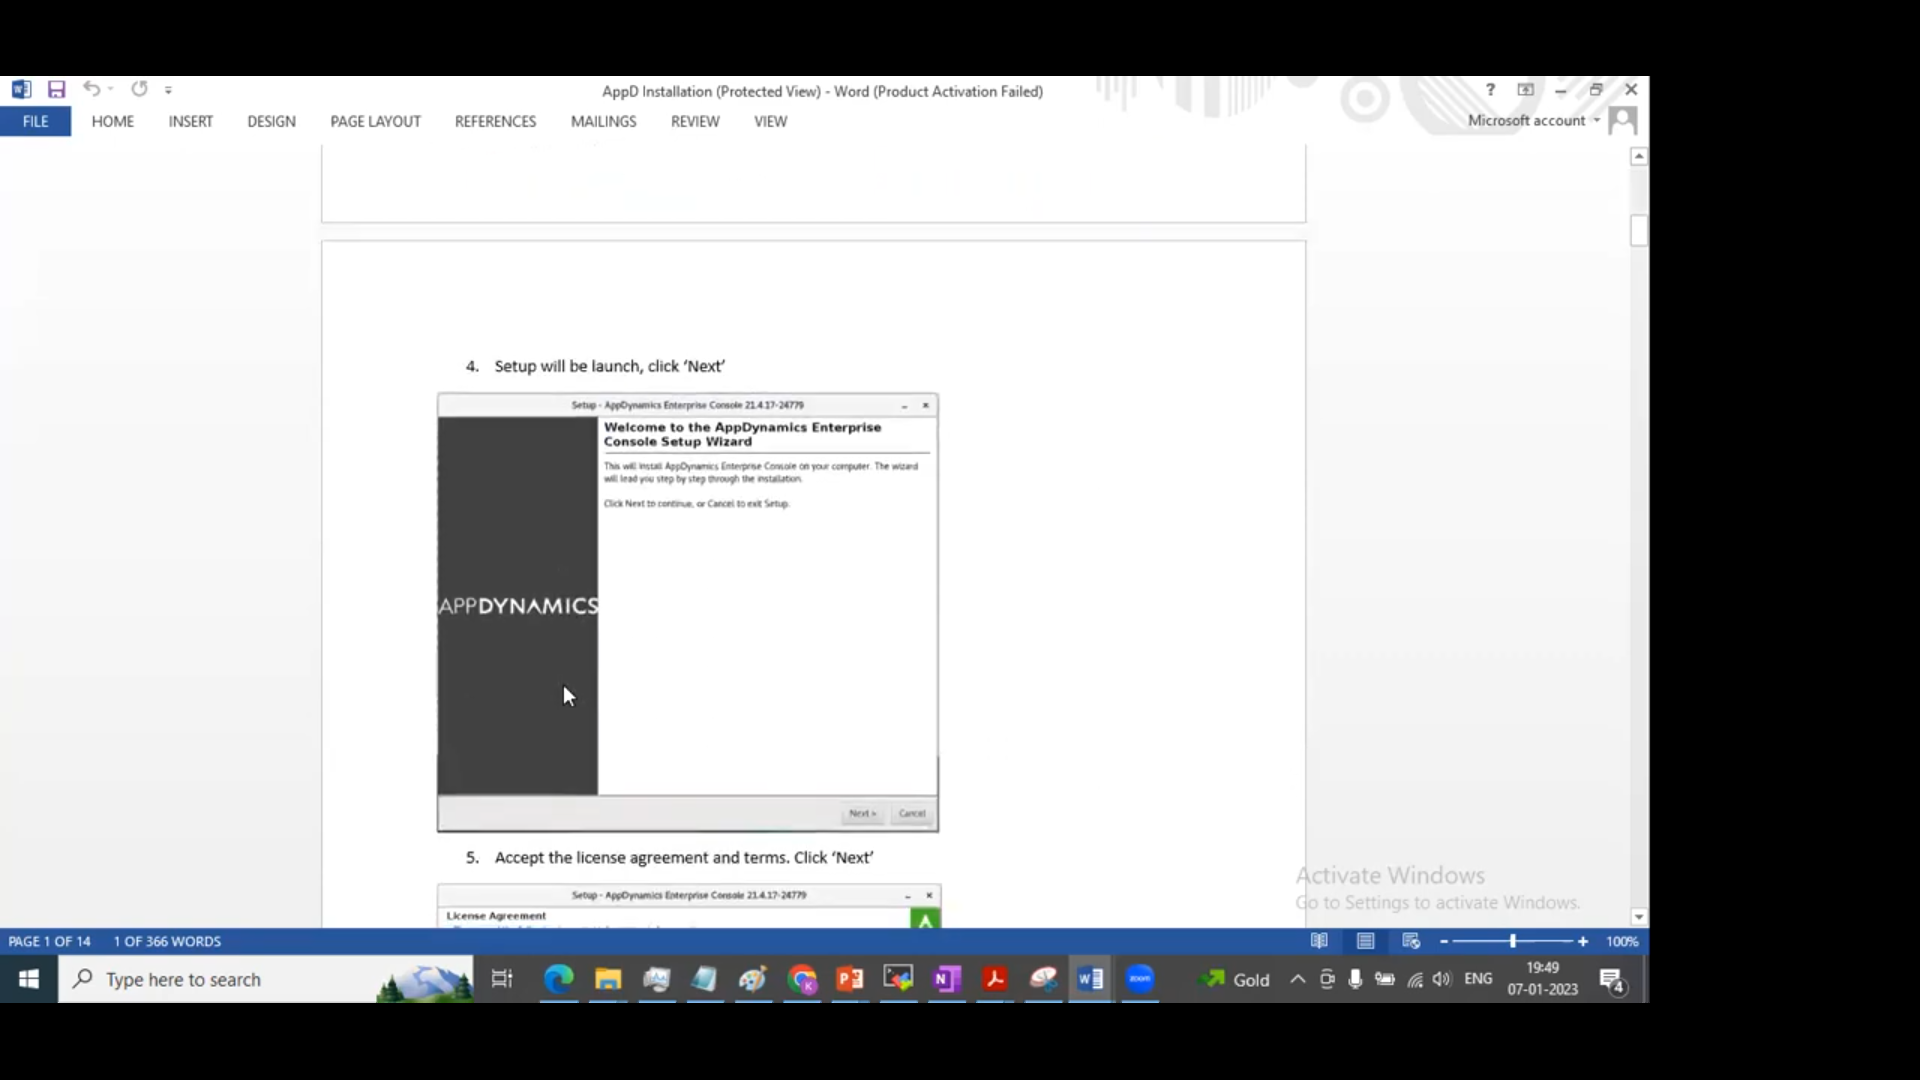 AppD Installation (Protected View) - Word (Product Activation Failed)
?
FILE HOME INSERT DESIGN PAGE LAYOUT REFERENCES MAILINGS REVIEW VIEW
Microsoft account
4. Setup will be launch, click ‘Next’
Setup - AppDynamics Enterprise Console 21.4.17-24779
Welcome to the AppDynamics Enterprise
Console Setup Wizard
This will install AppDynamics Enterprise Console on your computer. The wizard
will lead you step by step through the installation.
Click Next to continue, or Cancel to exit Setup.
APPDYNAMICS
Next > Cancel
5. Accept the license agreement and terms. Click ‘Next’
Setup - AppDynamics Enterprise Console 21.4.17-24779
License Agreement
Activate Windows
Go to Settings to activate Windows.
PAGE 1 OF 14 1 OF 366 WORDS
100%
Type here to search
zoom
Gold
ENG
19:49
07-01-2023
4